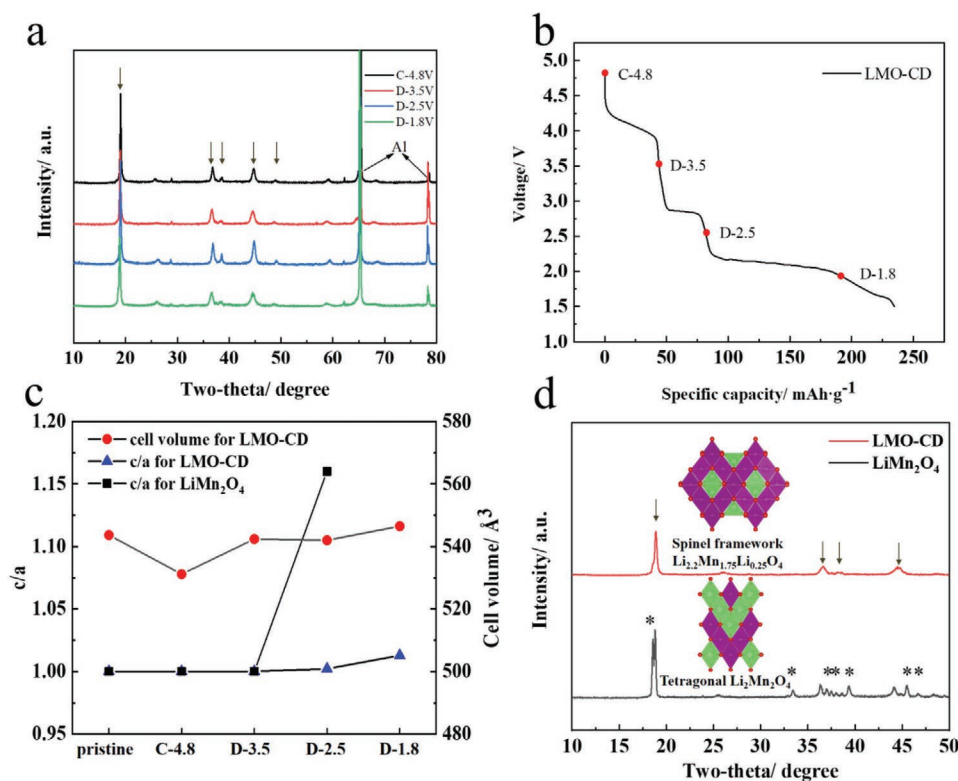 a
Intensity/ a.u.
C-4.8V
D-3.5V
D-2.5V
D-1.8V
Al
10 20 30 40 50 60 70 80
Two-theta/ degree
b
Voltage/ V
5.0
4.5
4.0
3.5
3.0
2.5
2.0
1.5
1.0
LMO-CD
C-4.8
D-3.5
D-2.5
D-1.8
0 50 100 150 200 250
Specific capacity/ mAh·g⁻¹
c
c/a
1.20
1.15
1.10
1.05
1.00
0.95
cell volume for LMO-CD
c/a for LMO-CD
c/a for LiMn₂O₄
580
560
540
520
500
480
Cell volume/ Å³
pristine C-4.8 D-3.5 D-2.5 D-1.8
d
Intensity/ a.u.
LMO-CD
LiMn₂O₄
Spinel framework
Li₂.₂Mn₁.₇₅Li₀.₂₅O₄
*
Tetragonal Li₂Mn₂O₄
* * * * **
10 15 20 25 30 35 40 45 50
Two-theta/ degree